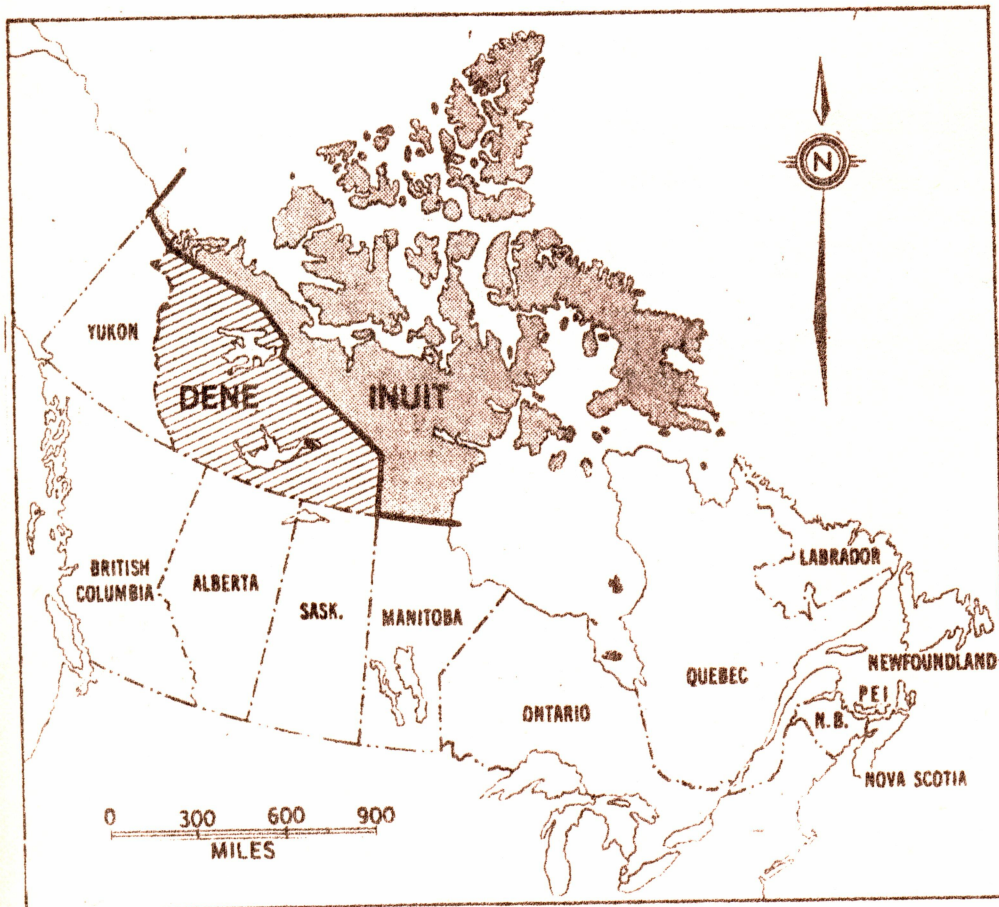 N
YUKON
DENE
INUIT
BRITISH
COLUMBIA
ALBERTA
SASK.
MANITOBA
ONTARIO
QUEBEC
LABRADOR
NEWFOUNDLAND
PEI
N.B.
NOVA SCOTIA
0 300 600 900
MILES